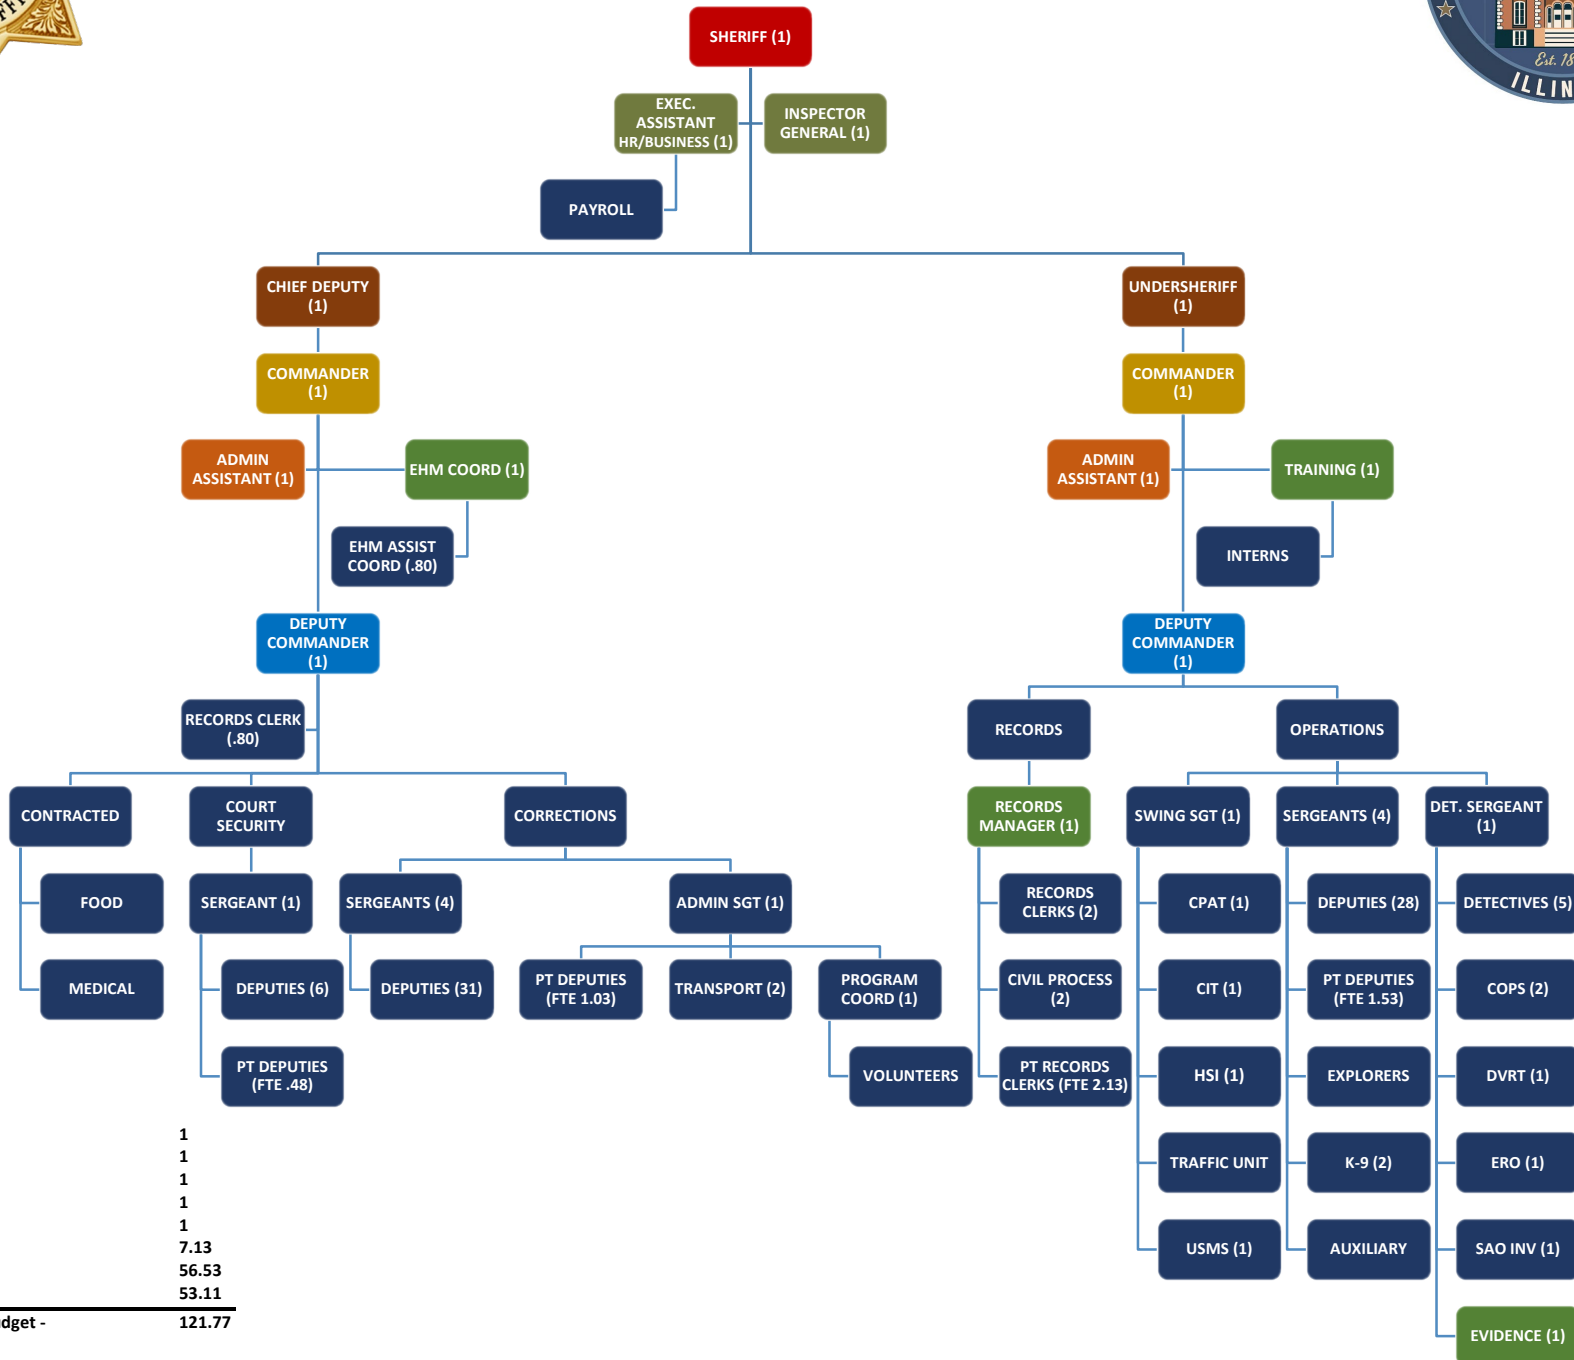 SHERIFF (1)
Est. 18
ILLIN
EXEC.
ASSISTANT
HR/BUSINESS (1)
INSPECTOR
GENERAL (1)
PAYROLL
CHIEF DEPUTY
(1)
UNDERSHERIFF
(1)
COMMANDER
(1)
COMMANDER
(1)
ADMIN
ASSISTANT (1)
EHM COORD (1)
ADMIN
ASSISTANT (1)
TRAINING (1)
EHM ASSIST
COORD (.80)
INTERNS
DEPUTY
COMMANDER
(1)
DEPUTY
COMMANDER
(1)
RECORDS CLERK
(.80)
RECORDS
OPERATIONS
CONTRACTED
COURT
SECURITY
CORRECTIONS
RECORDS
MANAGER (1)
SWING SGT (1)
SERGEANTS (4)
DET. SERGEANT
(1)
FOOD
SERGEANT (1)
SERGEANTS (4)
ADMIN SGT (1)
RECORDS
CLERKS (2)
CPAT (1)
DEPUTIES (28)
DETECTIVES (5)
MEDICAL
DEPUTIES (6)
DEPUTIES (31)
PT DEPUTIES
(FTE 1.03)
TRANSPORT (2)
PROGRAM
COORD (1)
CIVIL PROCESS
(2)
CIT (1)
PT DEPUTIES
(FTE 1.53)
COPS (2)
PT DEPUTIES
(FTE .48)
VOLUNTEERS
PT RECORDS
CLERKS (FTE 2.13)
HSI (1)
EXPLORERS
DVRT (1)
TRAFFIC UNIT
K-9 (2)
ERO (1)
USMS (1)
AUXILIARY
SAO INV (1)
EVIDENCE (1)
1
1
1
1
1
7.13
56.53
53.11
dget - 121.77